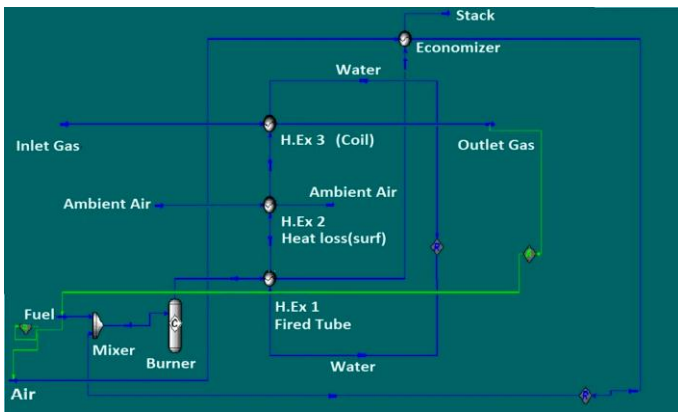 Stack
Economizer
Water
Inlet Gas
H.Ex 3 (Coil)
Outlet Gas
Ambient Air
Ambient Air
H.Ex 2
Heat loss(surf)
R
H.Ex 1
Fired Tube
Fuel
C
Mixer
Burner
Water
Air
R